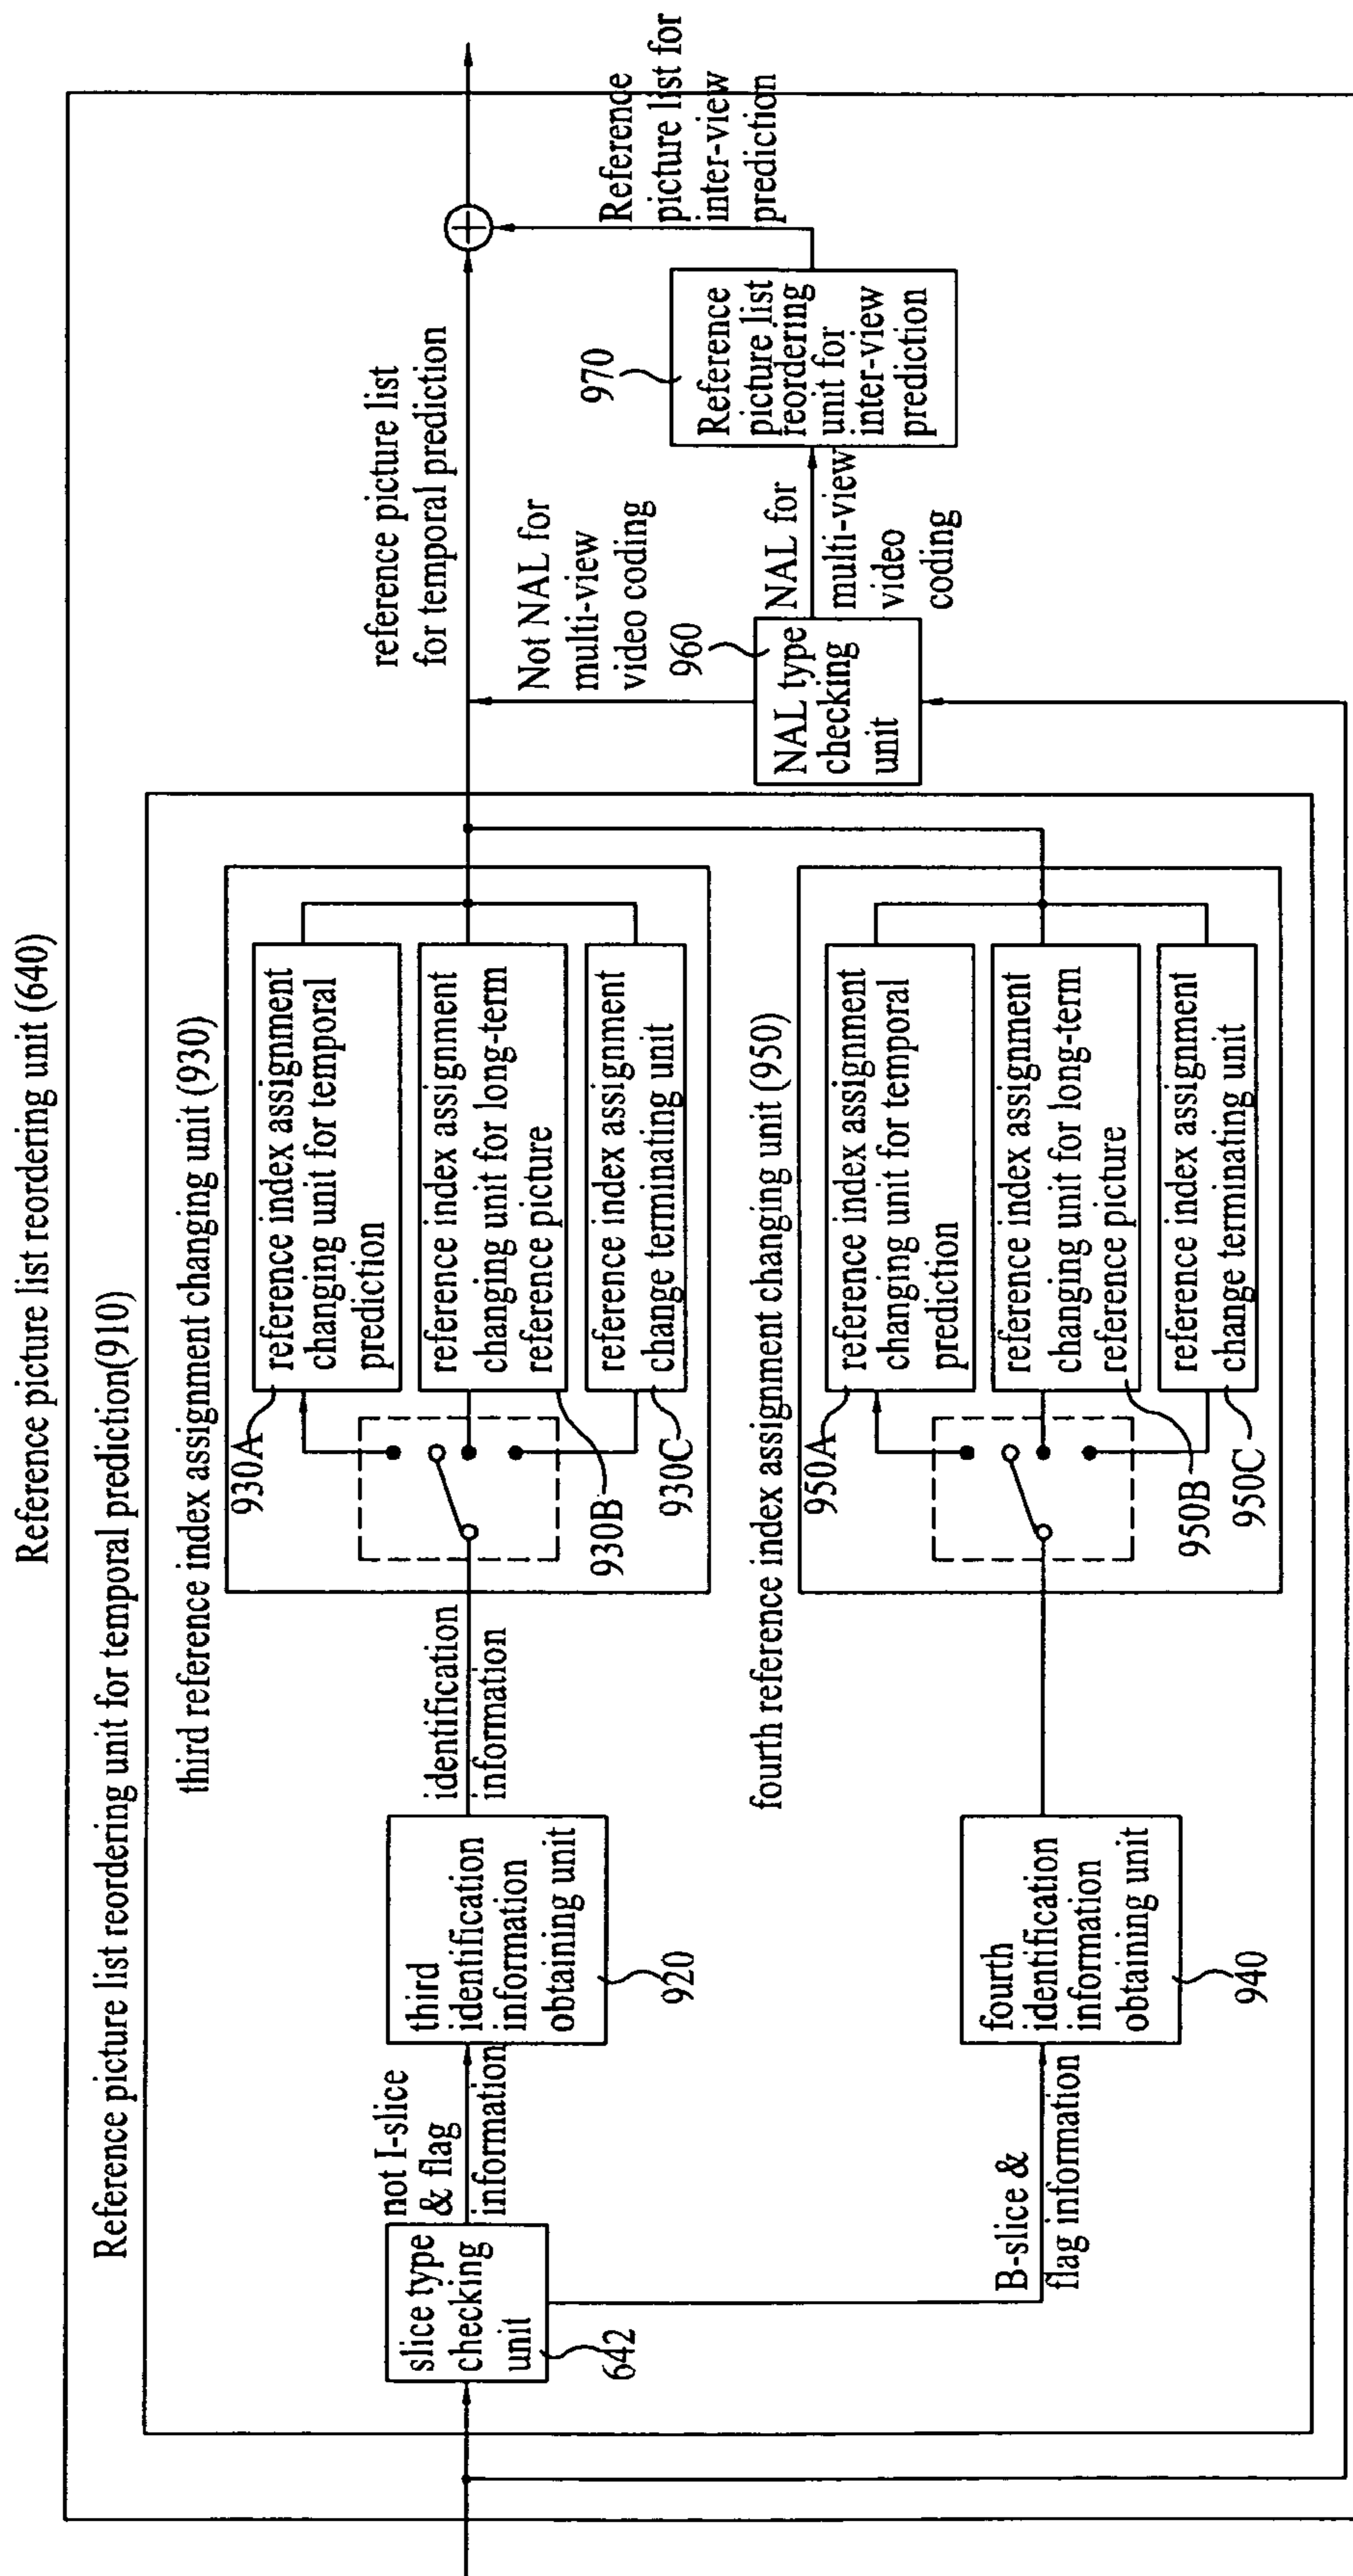 Reference picture list reordering unit (640)
Reference picture list reordering unit for temporal prediction(910)
third reference index assignment changing unit (930)
slice type
checking
unit
642
not I-slice
& flag
information
third
identification
information
obtaining unit
920
identification
information
930A
930B
930C
reference index assignment
changing unit for temporal
prediction
reference index assignment
changing unit for long-term
reference picture
reference index assignment
change terminating unit
B-slice &
flag information
fourth
identification
information
obtaining unit
940
fourth reference index assignment changing unit (950)
950A
950B
950C
reference index assignment
changing unit for temporal
prediction
reference index assignment
changing unit for long-term
reference picture
reference index assignment
change terminating unit
reference picture list
for temporal prediction
Not NAL for
multi-view
video coding
960
NAL type
checking
unit
NAL for
multi-view
video
coding
970
Reference
picture list
reordering
unit for
inter-view
prediction
Reference
picture list for
inter-view
prediction